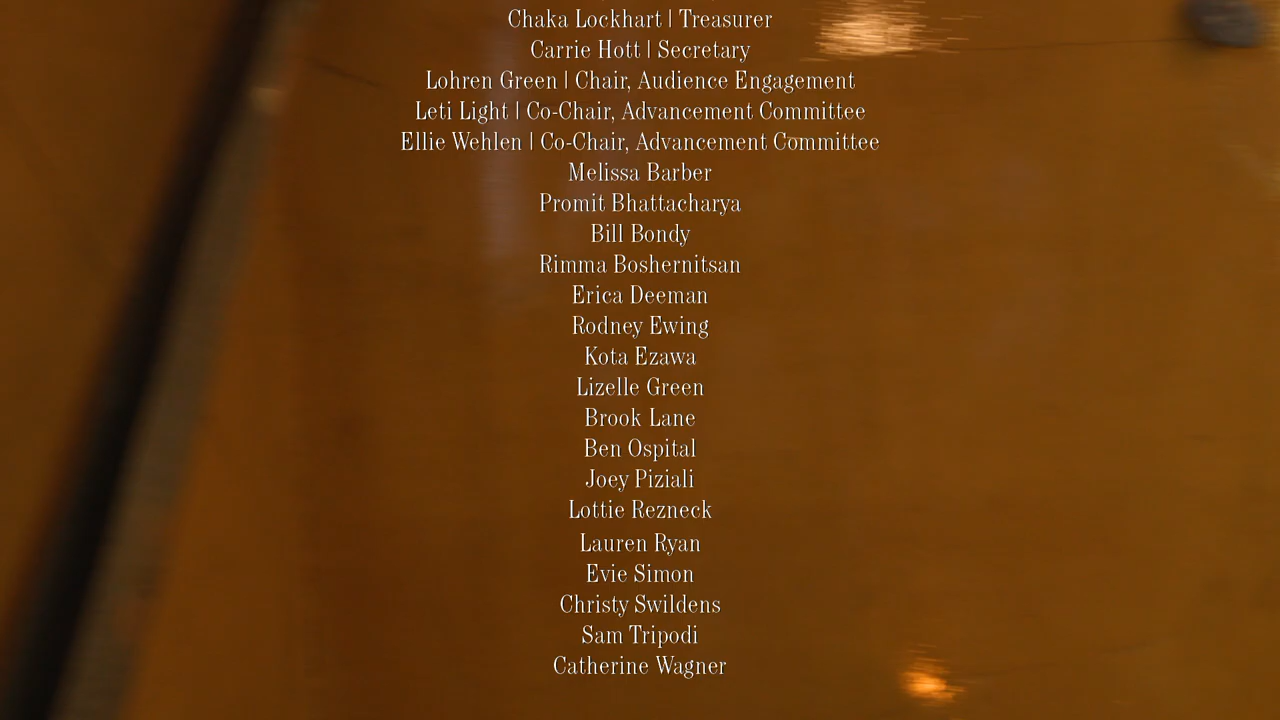 Chaka Lockhart | Treasurer
Carrie Hott | Secretary
Lohren Green | Chair, Audience Engagement
Leti Light | Co-Chair, Advancement Committee
Ellie Wehlen | Co-Chair, Advancement Committee
Melissa Barber
Promit Bhattacharya
Bill Bondy
Rimma Boshernitsan
Erica Deeman
Rodney Ewing
Kota Ezawa
Lizelle Green
Brook Lane
Ben Ospital
Joey Piziali
Lottie Rezneck
Lauren Ryan
Evie Simon
Christy Swildens
Sam Tripodi
Catherine Wagner